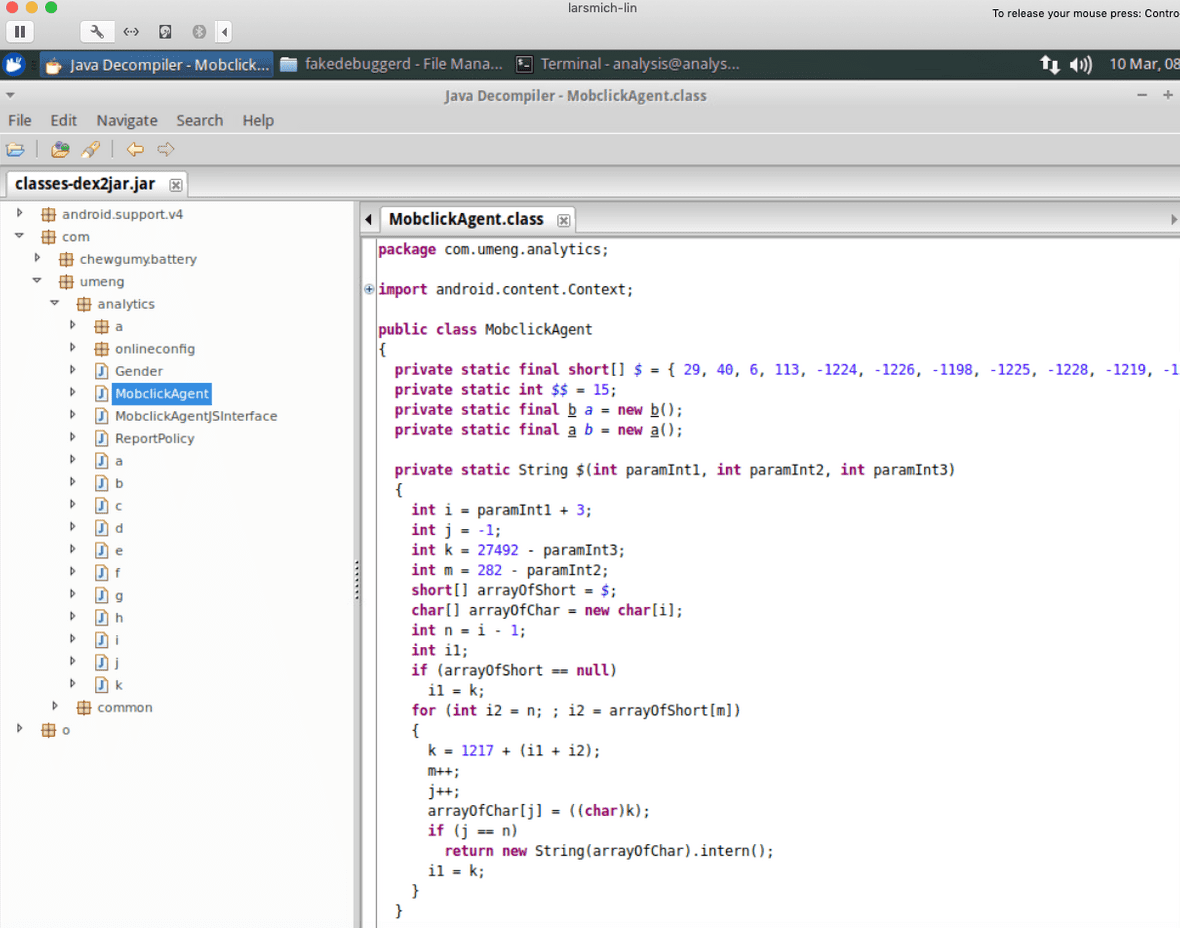 larsmich-lin
To release your mouse press: Contro
Java Decompiler - Mobclick...
fakedebuggerd - File Mana...
Terminal - analysis@analys...
10 Mar, 08
Java Decompiler - MobclickAgent.class
File Edit Navigate Search Help
classes-dex2jar.jar
android.support.v4
com
chewgumy.battery
umeng
analytics
a
onlineconfig
Gender
MobclickAgent
MobclickAgentJSInterface
ReportPolicy
a
b
c
d
e
f
g
h
i
j
k
common
o
MobclickAgent.class
package com.umeng.analytics;
import android.content.Context;
public class MobclickAgent
{
private static final short[] $ = { 29, 40, 6, 113, -1224, -1226, -1198, -1225, -1228, -1219, -1
private static int $$ = 15;
private static final b a = new b();
private static final a b = new a();
private static String $(int paramInt1, int paramInt2, int paramInt3)
{
int i = paramInt1 + 3;
int j = -1;
int k = 27492 - paramInt3;
int m = 282 - paramInt2;
short[] arrayOfShort = $;
char[] arrayOfChar = new char[i];
int n = i - 1;
int i1;
if (arrayOfShort == null)
i1 = k;
for (int i2 = n; ; i2 = arrayOfShort[m])
{
k = 1217 + (i1 + i2);
m++;
j++;
arrayOfChar[j] = ((char)k);
if (j == n)
return new String(arrayOfChar).intern();
i1 = k;
}
}